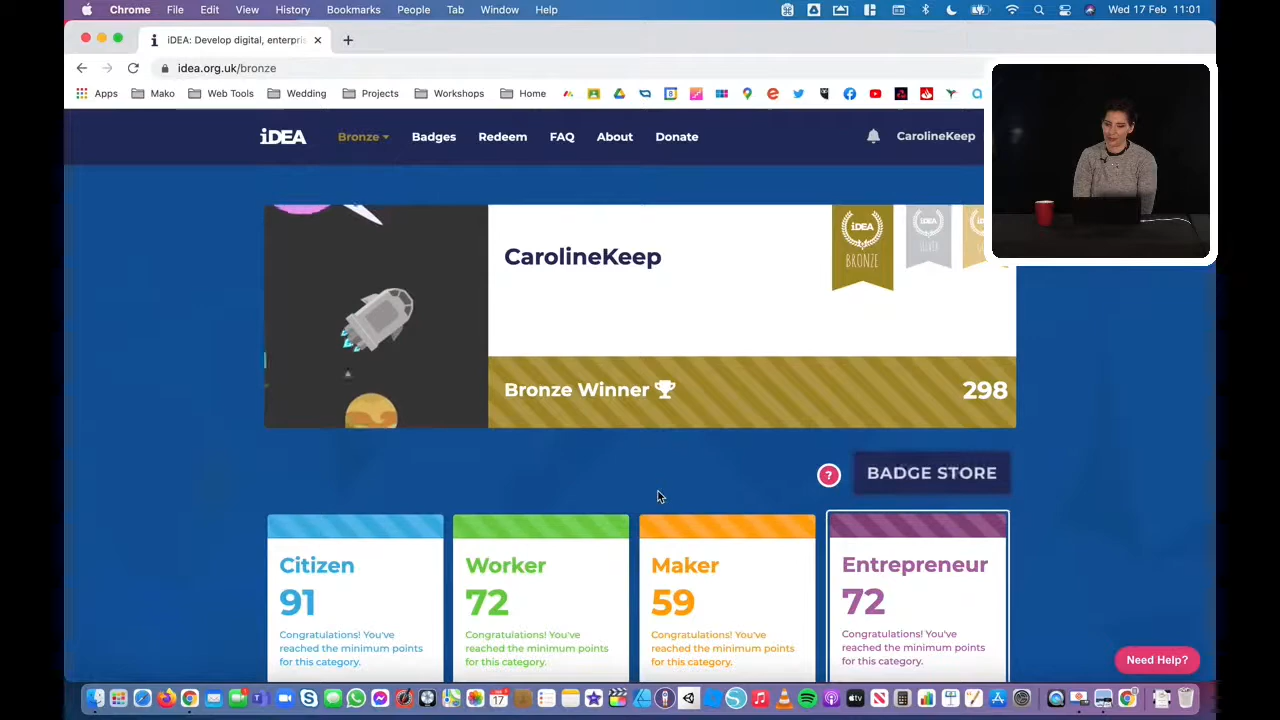 Chrome File Edit View History Bookmarks People Tab Window Help Wed 17 Feb 11:01
iDEA: Develop digital, enterpris
idea.org.uk/bronze
Apps Mako Web Tools Wedding Projects Workshops Home
iDEA Bronze Badges Redeem FAQ About Donate CarolineKeep
iDEA
BRONZE
iDEA
SILVER
CarolineKeep
Bronze Winner 298
? BADGE STORE
Citizen
91
Congratulations! You've
reached the minimum points
for this category.
Worker
72
Congratulations! You've
reached the minimum points
for this category.
Maker
59
Congratulations! You've
reached the minimum points
for this category.
Entrepreneur
72
Congratulations! You've
reached the minimum points
for this category.
Need Help?